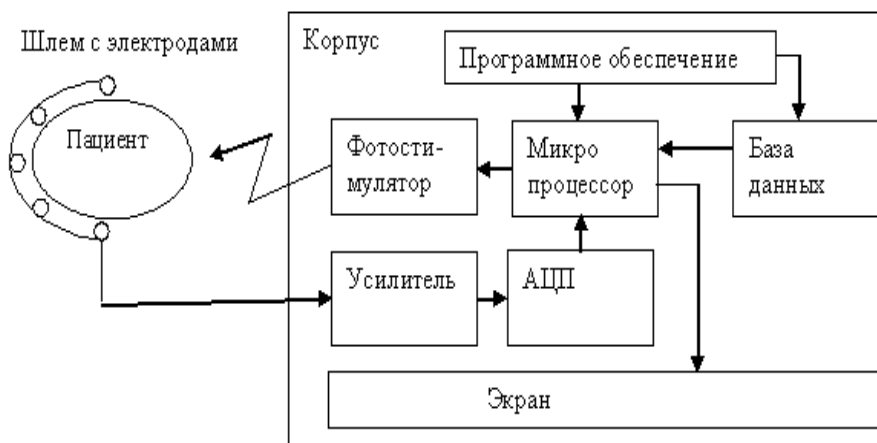 Шлем с электродами
Корпус
Программное обеспечение
Пациент
Фотости-
мулятор
Микро
процессор
База
данных
Усилитель
АЦП
Экран